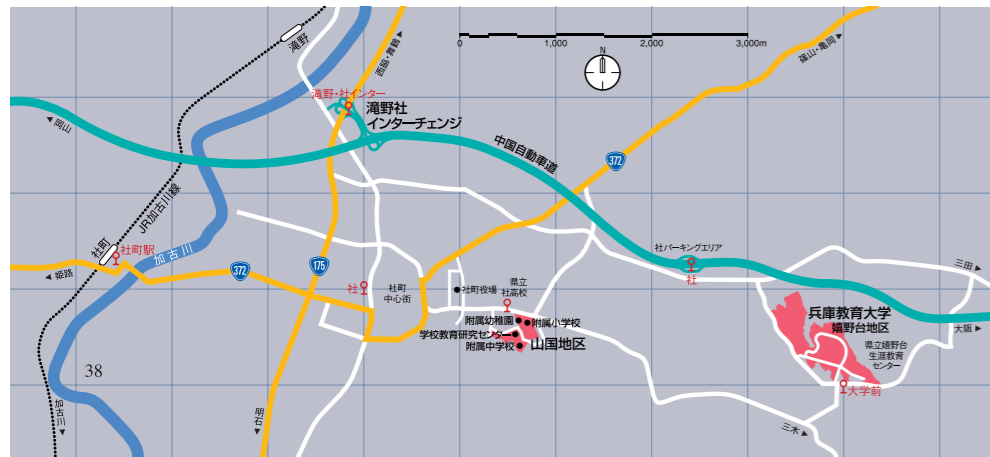 滝野
西脇・舞鶴
0 1,000 2,000 3,000m
N
篠山・亀岡
滝野・社インター
滝野社
インターチェンジ
岡山
中国自動車道
372
JR加古川線
社町
社町駅
加古川
姫路
372
175
社
社町
中心街
社町役場
県立
社高校
社パーキングエリア
社
三田
大阪
附属幼稚園
附属小学校
学校教育研究センター
附属中学校
山国地区
兵庫教育大学
嬉野台地区
県立嬉野台
生涯教育
センター
大学前
38
加古川
明石
三木